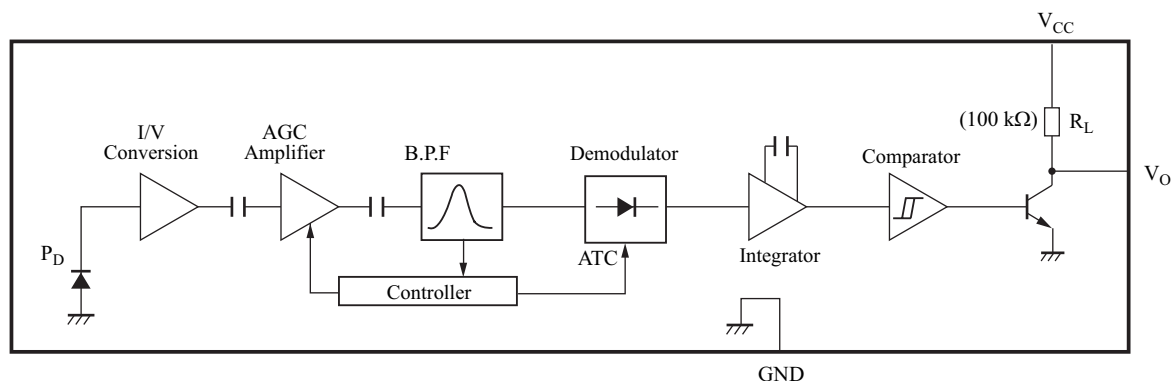 V_CC
(100 kΩ)
R_L
I/V
Conversion
AGC
Amplifier
B.P.F
Demodulator
Comparator
V_O
P_D
ATC
Integrator
Controller
GND